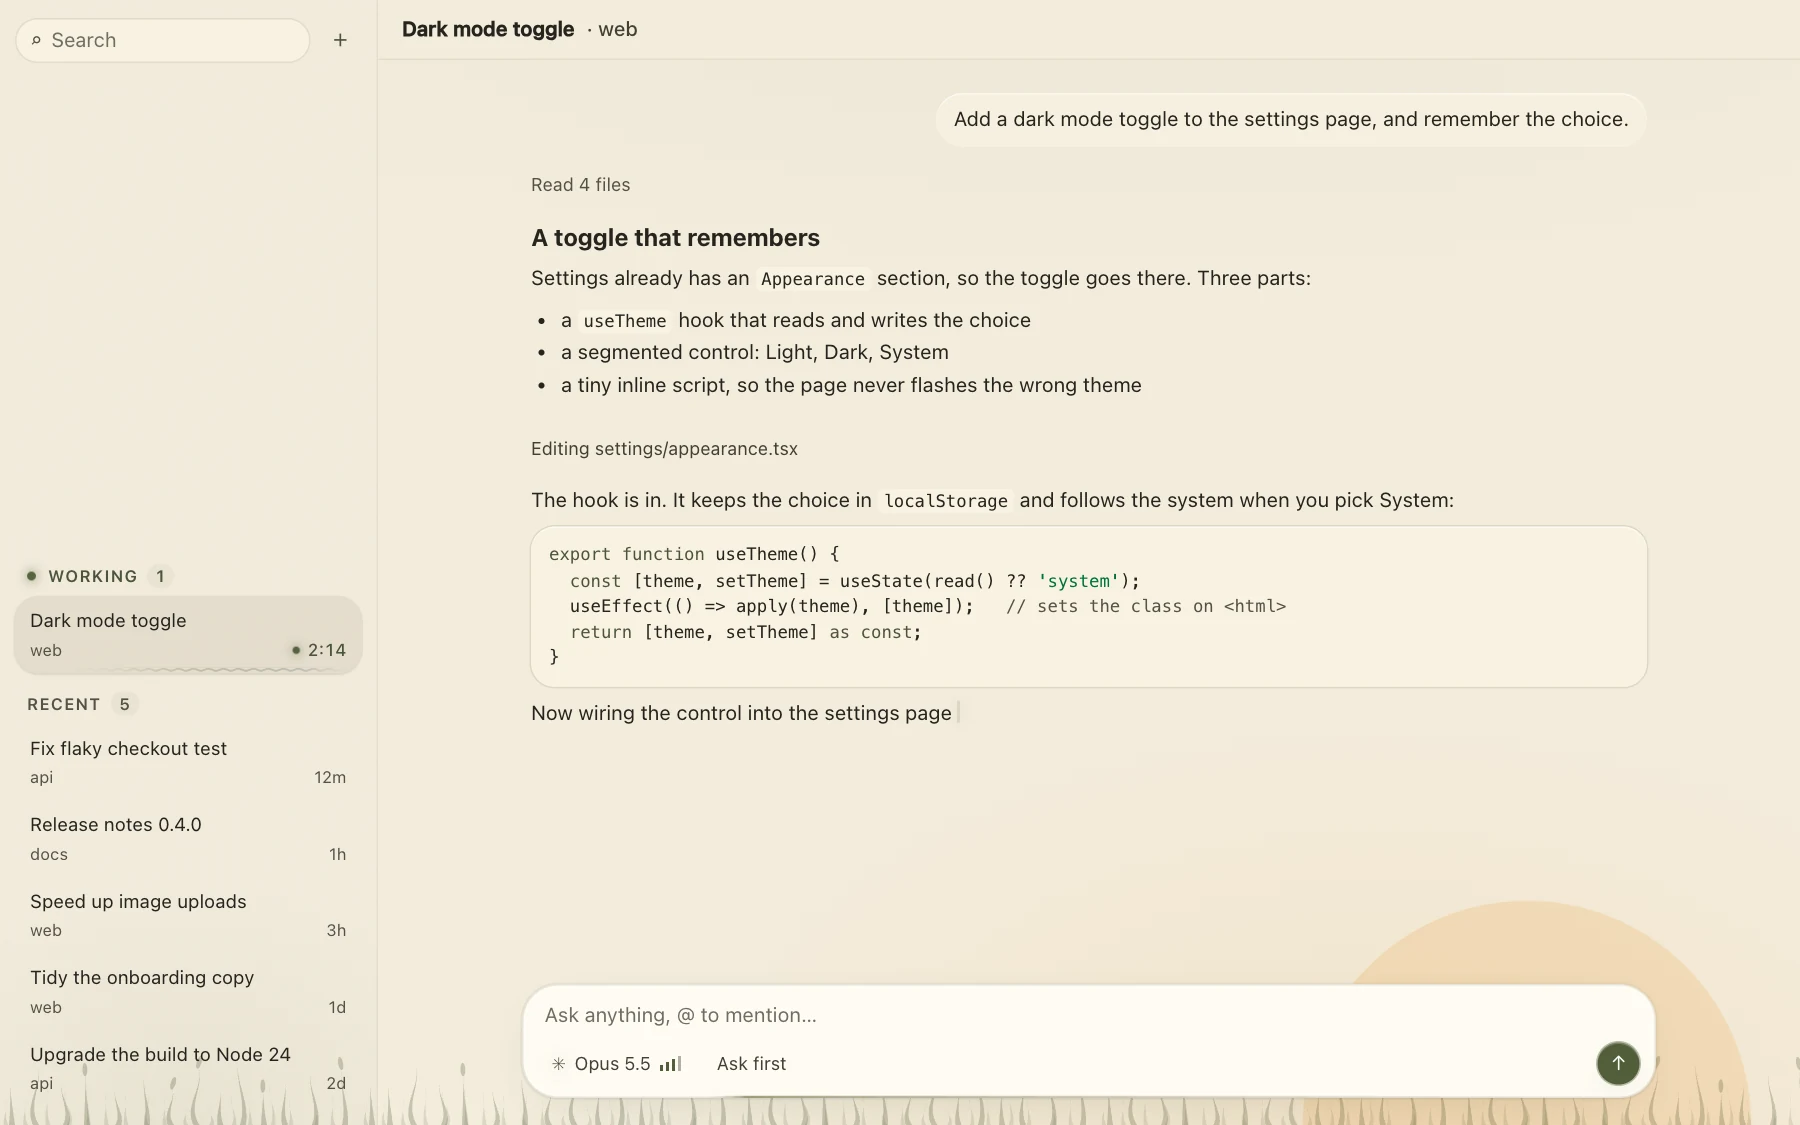 Search
+
Dark mode toggle · web
Add a dark mode toggle to the settings page, and remember the choice.
Read 4 files
A toggle that remembers
Settings already has an Appearance section, so the toggle goes there. Three parts:
• a useTheme hook that reads and writes the choice
• a segmented control: Light, Dark, System
• a tiny inline script, so the page never flashes the wrong theme
Editing settings/appearance.tsx
The hook is in. It keeps the choice in localStorage and follows the system when you pick System:
export function useTheme() {
  const [theme, setTheme] = useState(read() ?? 'system');
  useEffect(() => apply(theme), [theme]);   // sets the class on <html>
  return [theme, setTheme] as const;
}
Now wiring the control into the settings page
WORKING 1
Dark mode toggle
web 2:14
RECENT 5
Fix flaky checkout test
api 12m
Release notes 0.4.0
docs 1h
Speed up image uploads
web 3h
Tidy the onboarding copy
web 1d
Upgrade the build to Node 24
api 2d
Ask anything, @ to mention...
Opus 5.5 Ask first